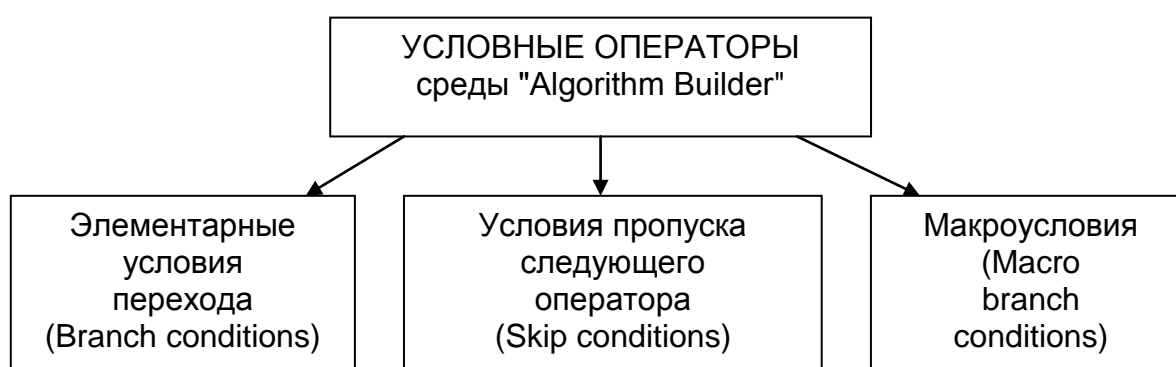 УСЛОВНЫЕ ОПЕРАТОРЫ
среды "Algorithm Builder"
Элементарные
условия
перехода
(Branch conditions)
Условия пропуска
следующего
оператора
(Skip conditions)
Макроусловия
(Macro
branch
conditions)